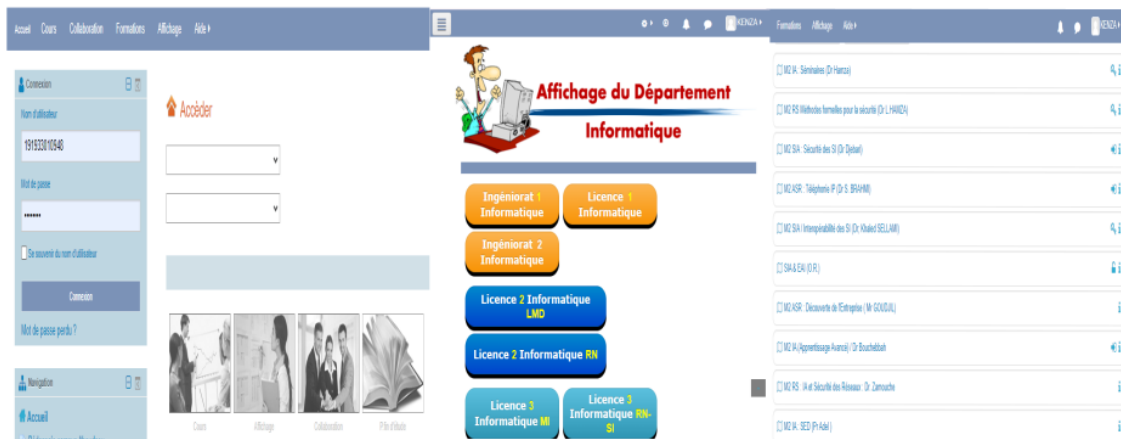 Accueil Cours Collaboration Formations Affichage Aide
Connexion
Nom d'utilisateur
191933010948
Mot de passe
•••••••
Se souvenir du nom d'utilisateur
Connexion
Mot de passe perdu ?
Navigation
Accueil
Accèder
Cours
Affichage
Collaboration
P.fin d'étude
KENZA
Affichage du Département
Informatique
Ingéniorat 1
Informatique
Licence 1
Informatique
Ingéniorat 2
Informatique
Licence 2 Informatique
LMD
Licence 2 Informatique RN
Licence 3
Informatique MI
Licence 3
Informatique RN-
SI
Formations Affichage Aide
KENZA
M2 IA: Séminaires (Dr Hamza)
M2 RS Méthodes formelles pour la sécurité (Dr L.HAMZA)
M2 SIA : Sécurité des SI (Dr Djebari)
M2 ASR : Téléphonie IP (Dr S. BRAHMI)
M2 SIA / Interopérabilité des SI (Dr. Khaled SELLAMI)
SIA & EAI (O.R.)
M2 ASR : Découverte de l'Entreprise ( Mr GOUDJIL)
M2 IA (Apprentissage Avancé) / Dr Bouchebbah
M2 RS : IA et Sécurité des Réseaux : Dr. Zamouche
M2 IA : SED (Pr Adel )